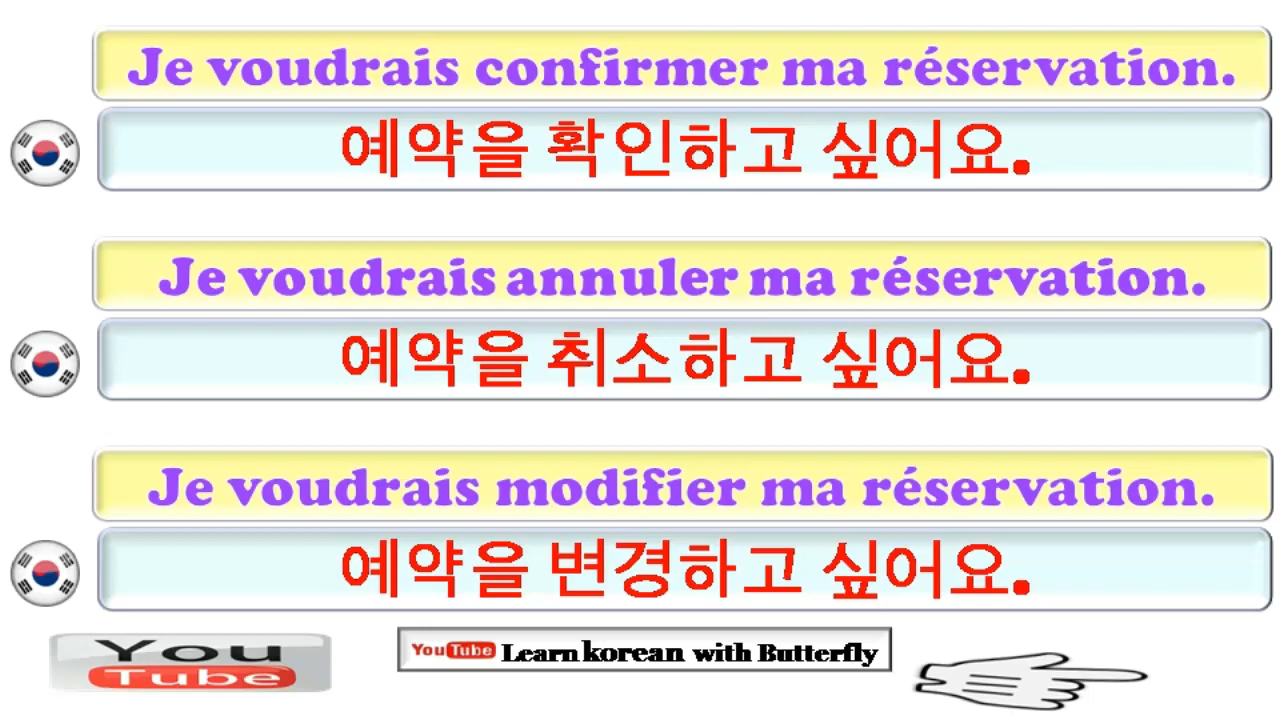 Je voudrais confirmer ma réservation.
예약을 확인하고 싶어요.
Je voudrais annuler ma réservation.
예약을 취소하고 싶어요.
Je voudrais modifier ma réservation.
예약을 변경하고 싶어요.
You
Tube
YouTube Learn korean with Butterfly